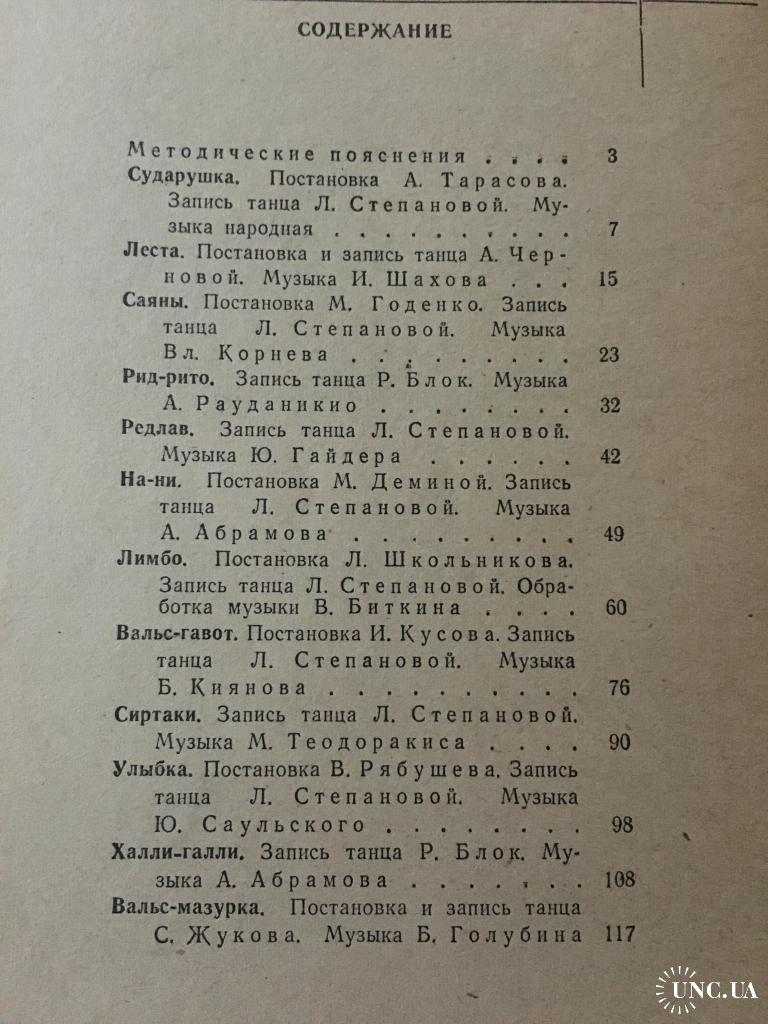 СОДЕРЖАНИЕ
Методические пояснения . . . . 3
Сударушка. Постановка А. Тарасова.
Запись танца Л. Степановой. Му-
зыка народная . . . . . . . . . . 7
Леста. Постановка и запись танца А. Чер-
новой. Музыка И. Шахова . . . 15
Саяны. Постановка М. Годенко. Запись
танца Л. Степановой. Музыка
Вл. Корнева . . . . . . . . . 23
Рид-рито. Запись танца Р. Блок. Музыка
А. Рауданикио . . . . . . . 32
Редлав. Запись танца Л. Степановой.
Музыка Ю. Гайдера . . . . . . 42
На-ни. Постановка М. Деминой. Запись
танца Л. Степановой. Музыка
А. Абрамова . . . . . . . . . 49
Лимбо. Постановка Л. Школьникова.
Запись танца Л. Степановой. Обра-
ботка музыки В. Биткина . . . . 60
Вальс-гавот. Постановка И. Кусова. Запись
танца Л. Степановой. Музыка
Б. Киянова . . . . . . . . . . 76
Сиртаки. Запись танца Л. Степановой.
Музыка М. Теодоракиса . . . . 90
Улыбка. Постановка В. Рябушева. Запись
танца Л. Степановой. Музыка
Ю. Саульского . . . . . . . . 98
Халли-галли. Запись танца Р. Блок. Му-
зыка А. Абрамова . . . . . . . 108
Вальс-мазурка. Постановка и запись танца
С. Жукова. Музыка Б. Голубина 117
UNC.UA